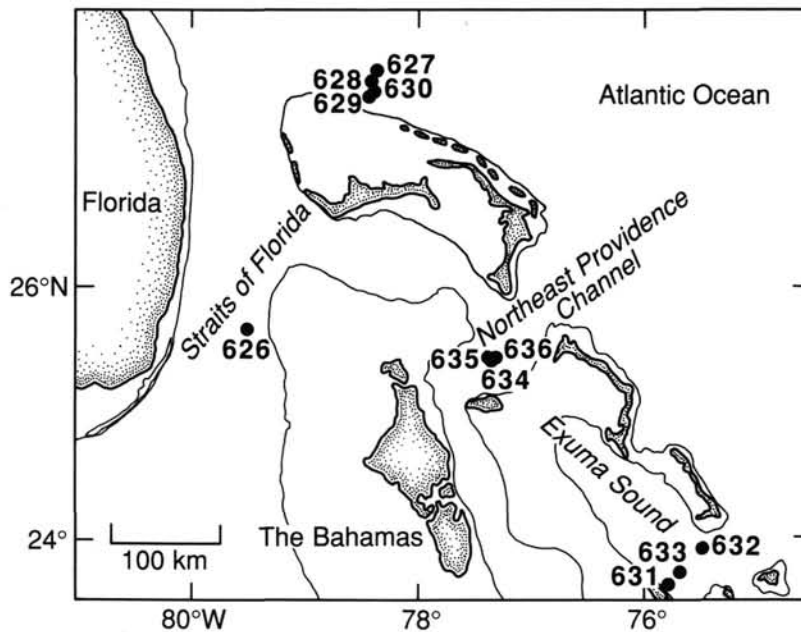 627
628
630
629
Atlantic Ocean
Florida
Straits of Florida
26°N
626
Northeast Providence
Channel
635
636
634
Exuma Sound
24°
100 km
The Bahamas
633
632
631
80°W
78°
76°